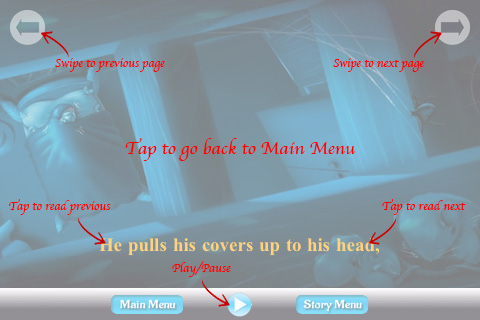 Swipe to previous page
Swipe to next page
Tap to go back to Main Menu
Tap to read previous
Tap to read next
He pulls his covers up to his head,
Play/Pause
Main Menu
Story Menu